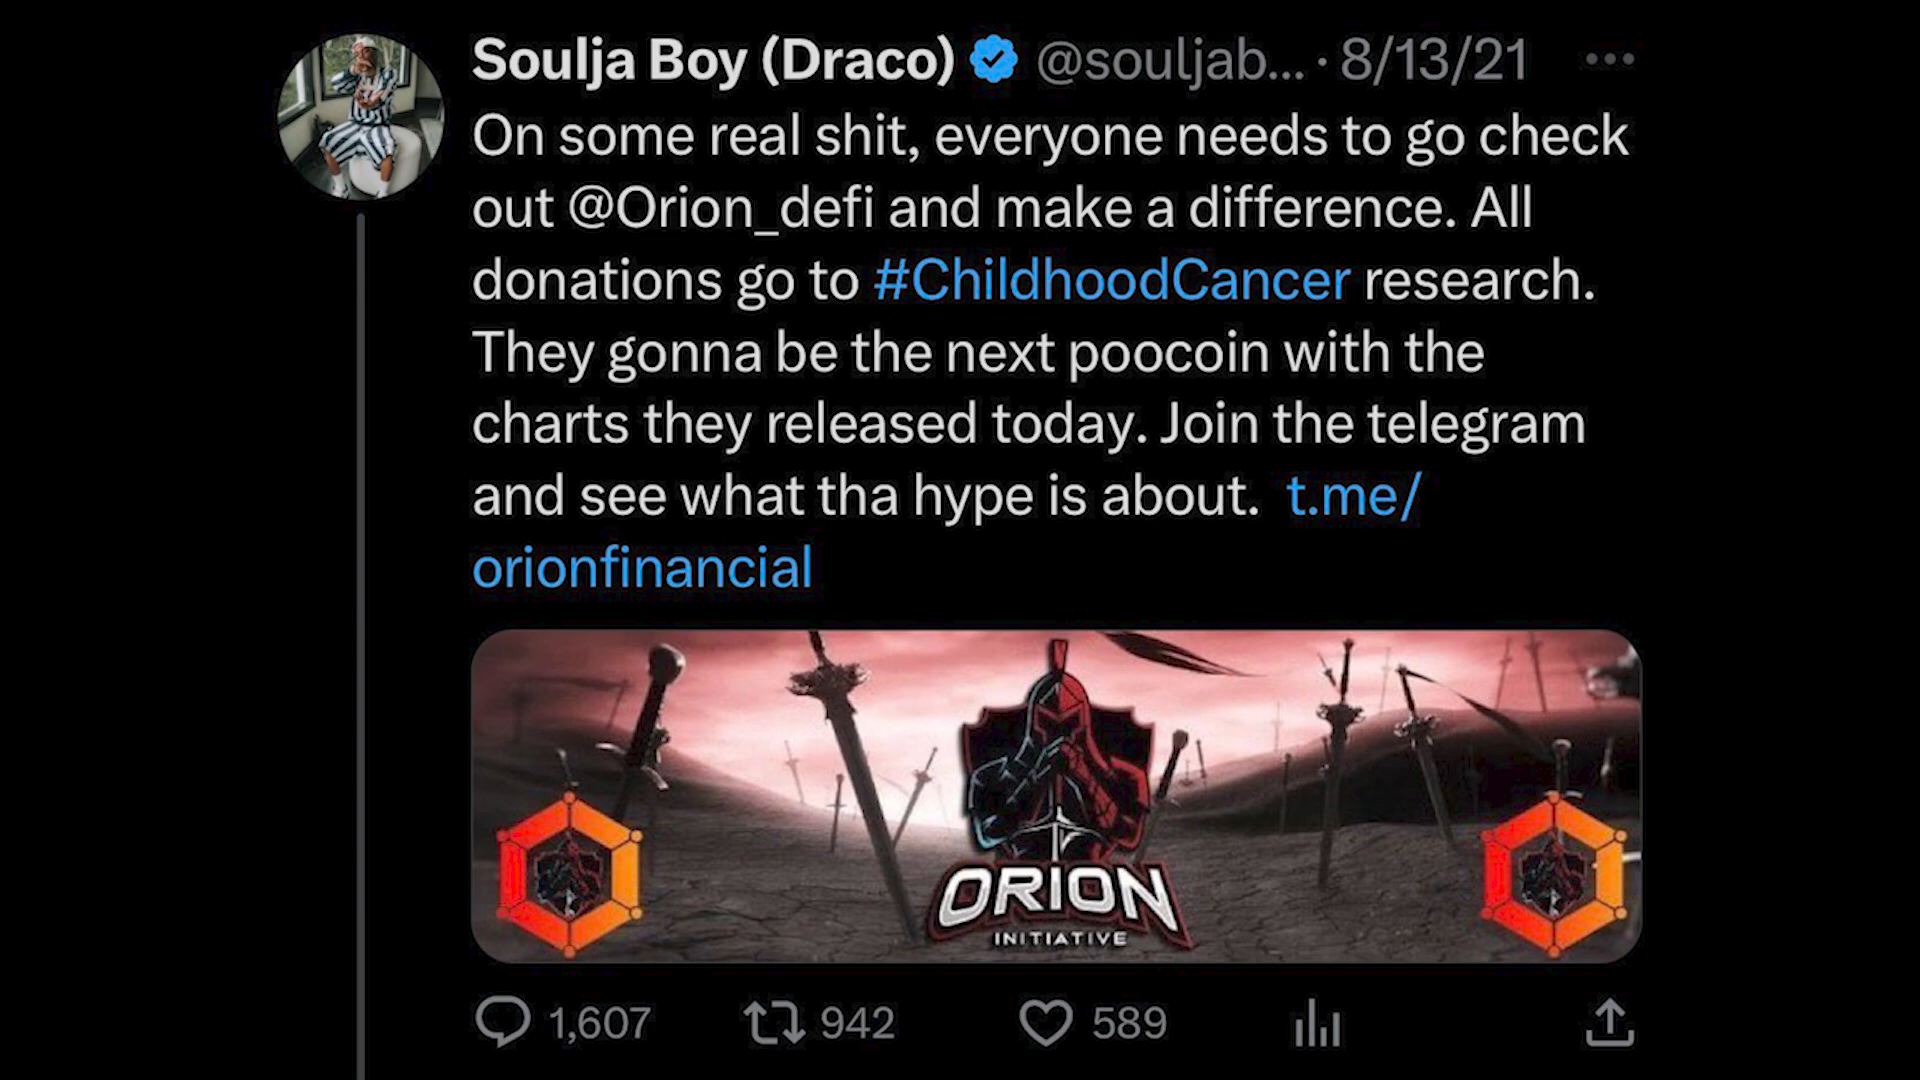 Soulja Boy (Draco) @souljab... · 8/13/21
On some real shit, everyone needs to go check
out @Orion_defi and make a difference. All
donations go to #ChildhoodCancer research.
They gonna be the next poocoin with the
charts they released today. Join the telegram
and see what tha hype is about. t.me/
orionfinancial
ORION
INITIATIVE
1,607 942 589